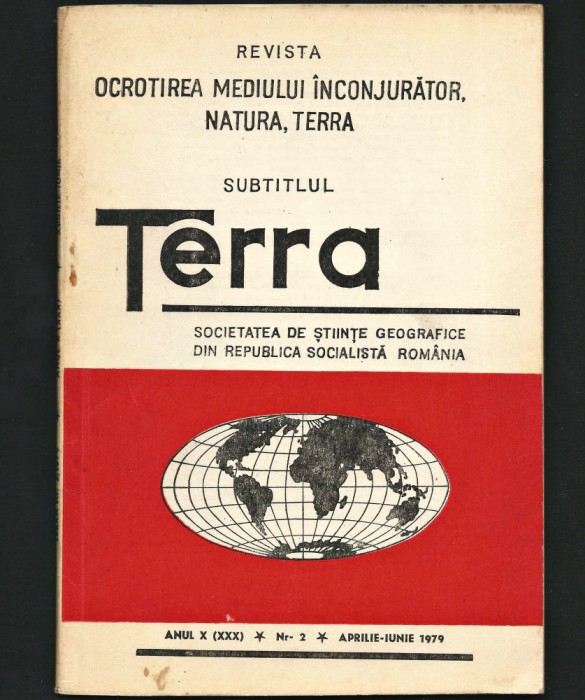 REVISTA
OCROTIREA MEDIULUI ÎNCONJURĂTOR,
NATURA, TERRA
SUBTITLUL
Terra
SOCIETATEA DE ŞTIINŢE GEOGRAFICE
DIN REPUBLICA SOCIALISTĂ ROMÂNIA
ANUL X (XXX) ★ Nr- 2 ★ APRILIE-IUNIE 1979